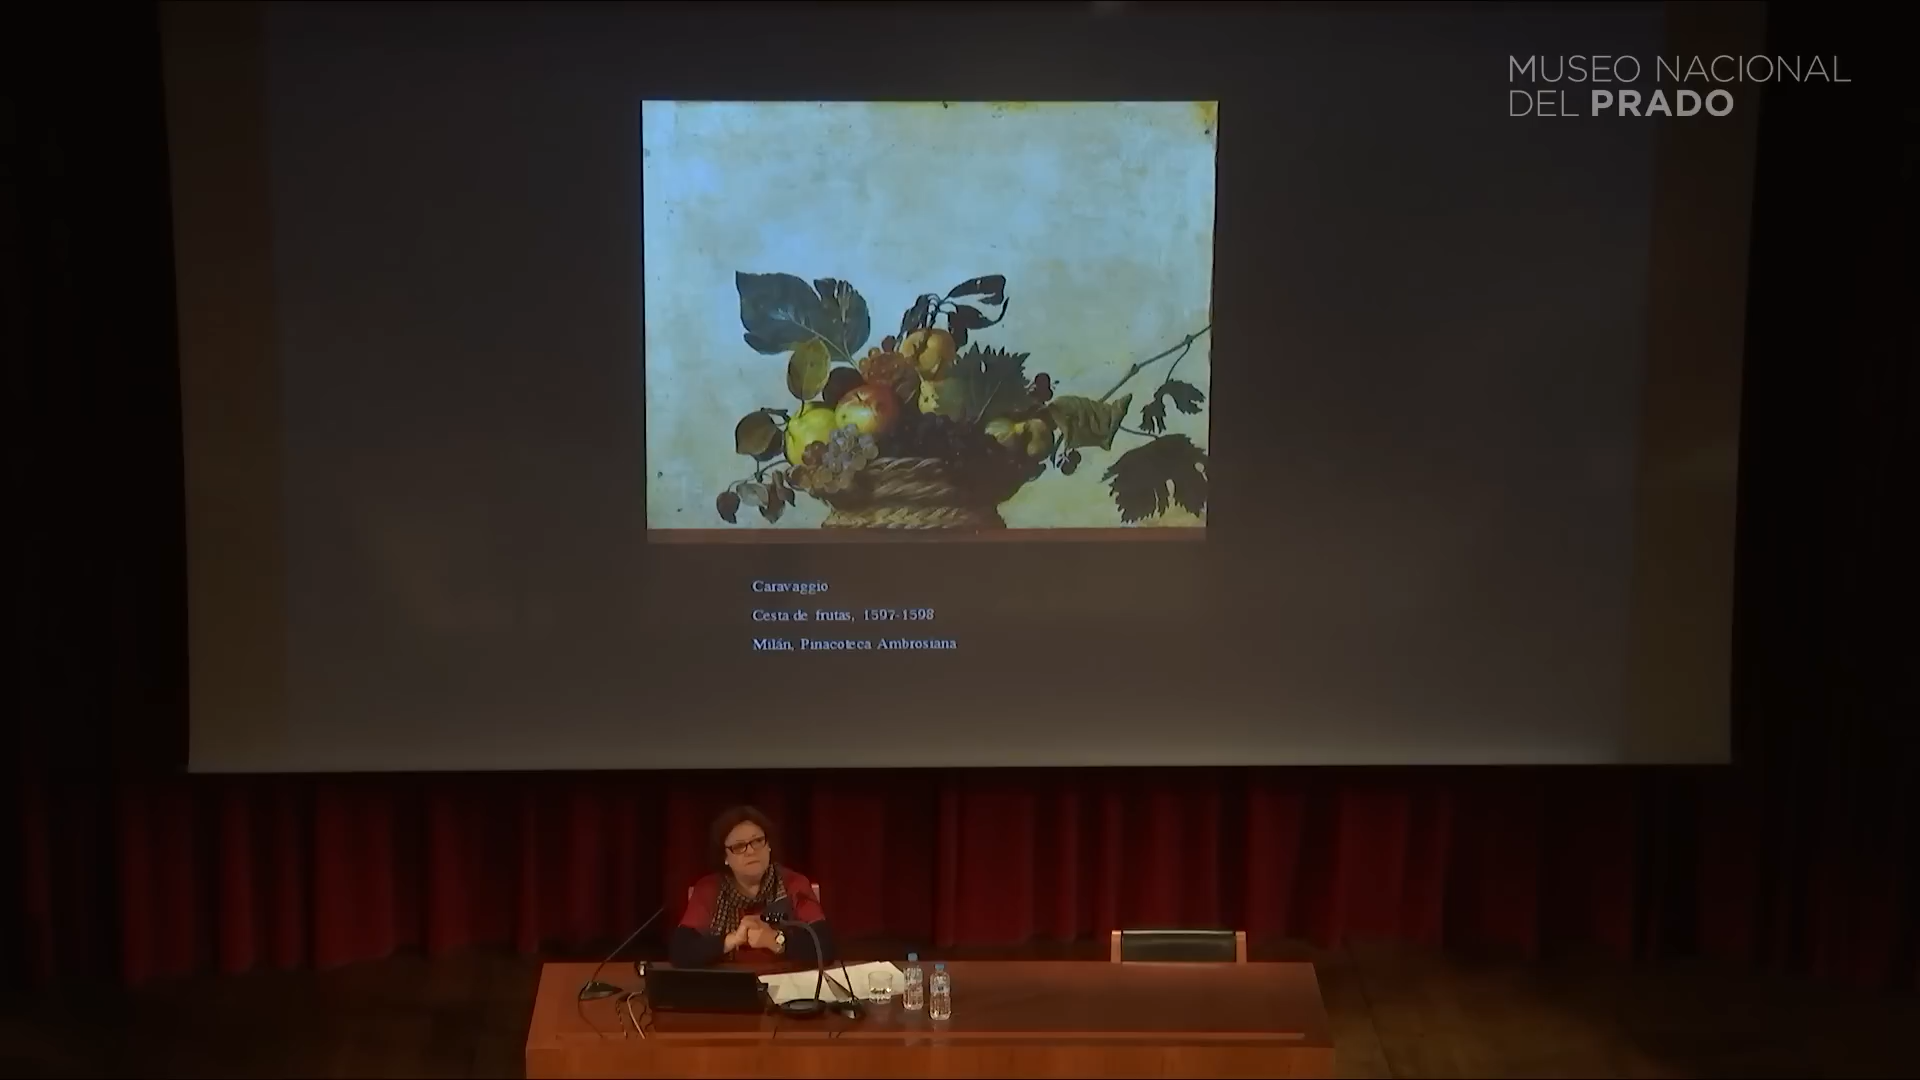 MUSEO NACIONAL
DEL PRADO
Caravaggio
Cesta de frutas, 1597-1598
Milán, Pinacoteca Ambrosiana